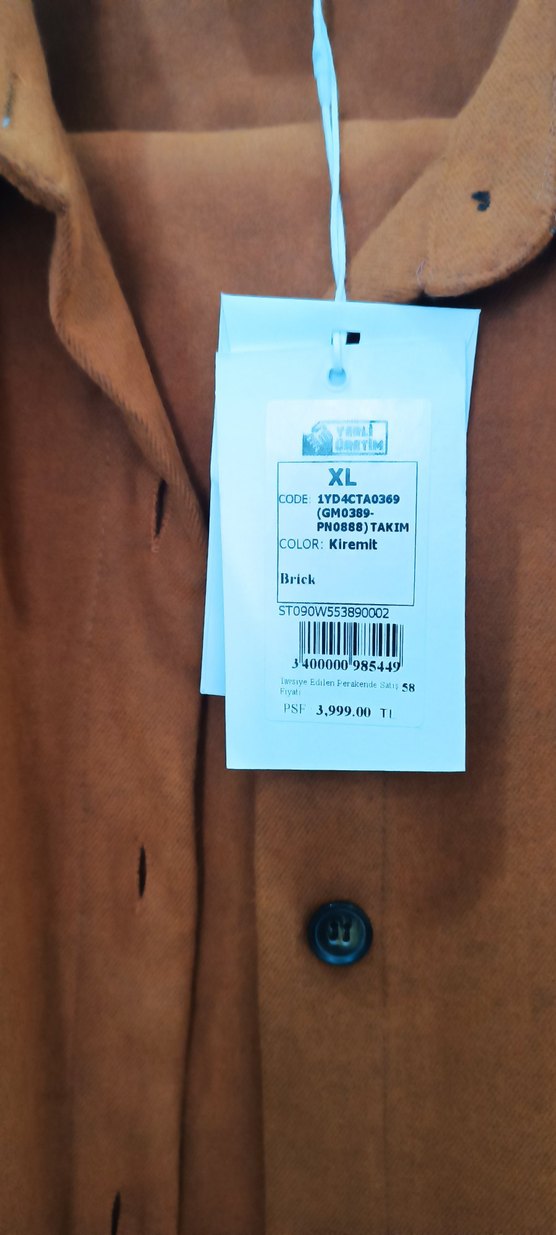 YERLİ
ÜRETİM
XL
CODE: 1YD4CTA0369
(GM0389-
PN0888) TAKIM
COLOR: Kiremit
Brick
ST090W553890002
3 400000 985449
Tavsiye Edilen Perakende Satış 58
Fiyatı
PSF 3,999.00 TL